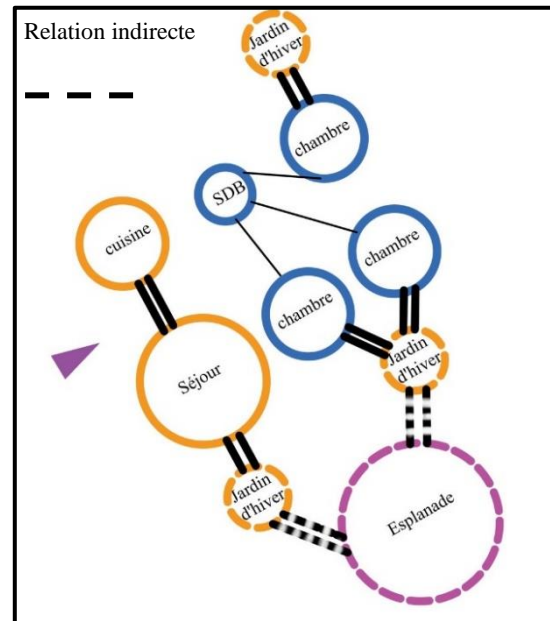 Relation indirecte
Jardin
d'hiver
chambre
SDB
cuisine
chambre
chambre
Jardin
d'hiver
Séjour
Jardin
d'hiver
Esplanade